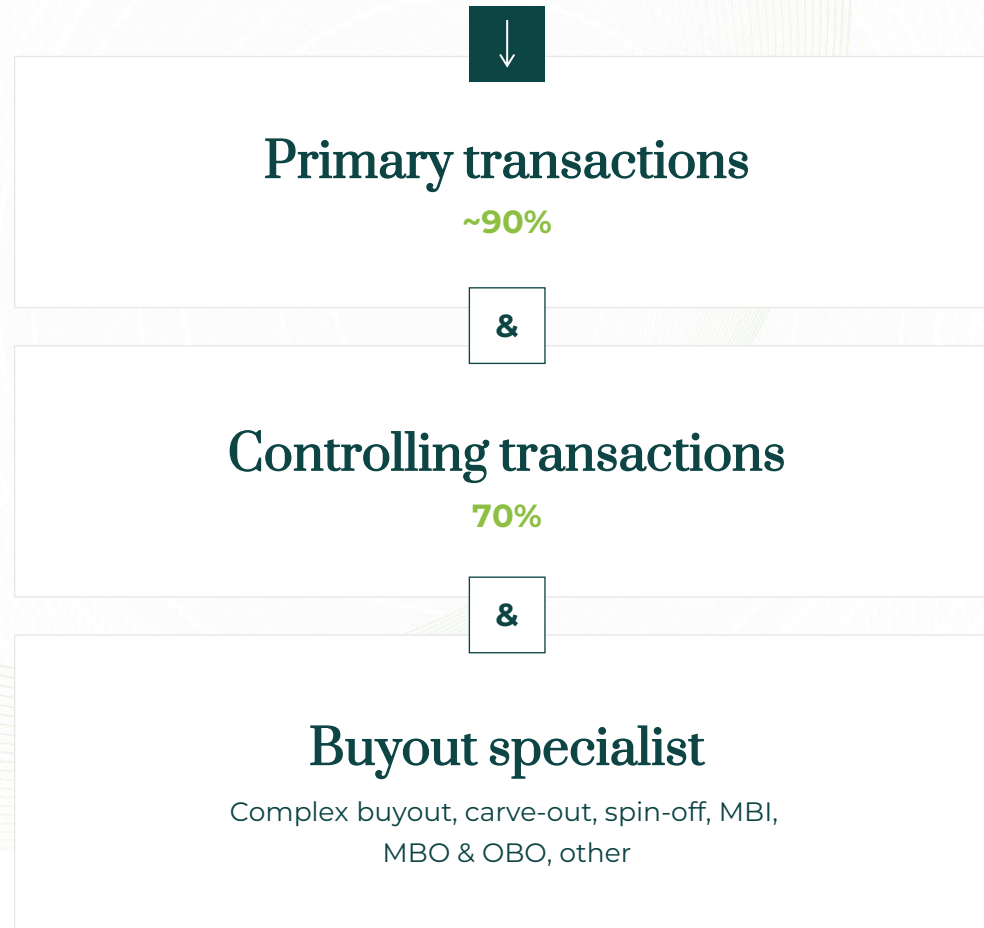 Primary transactions
~90%
&
Controlling transactions
70%
&
Buyout specialist
Complex buyout, carve-out, spin-off, MBI,
MBO & OBO, other